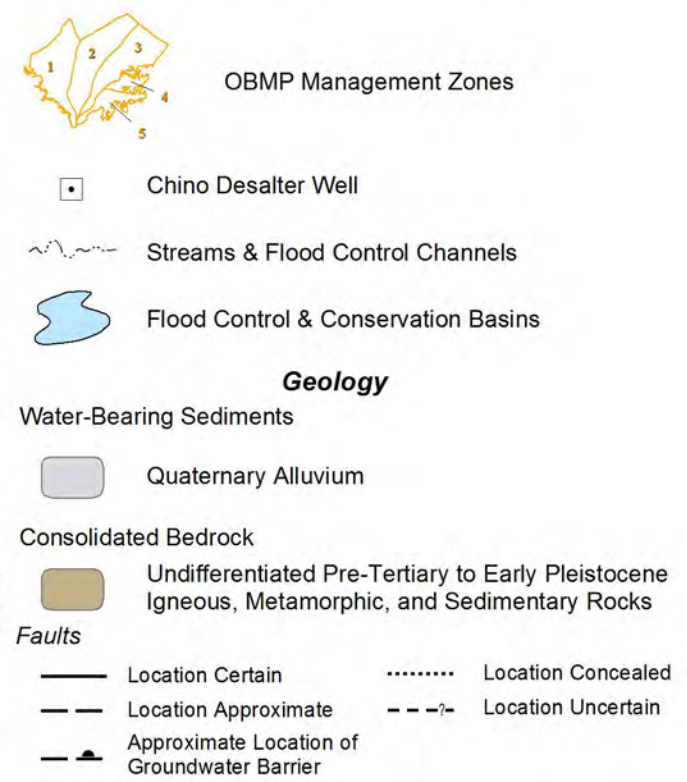 1
2
3
4
5
OBMP Management Zones
Chino Desalter Well
Streams & Flood Control Channels
Flood Control & Conservation Basins
Geology
Water-Bearing Sediments
Quaternary Alluvium
Consolidated Bedrock
Undifferentiated Pre-Tertiary to Early Pleistocene
Igneous, Metamorphic, and Sedimentary Rocks
Faults
Location Certain
Location Concealed
Location Approximate
?
Location Uncertain
Approximate Location of
Groundwater Barrier